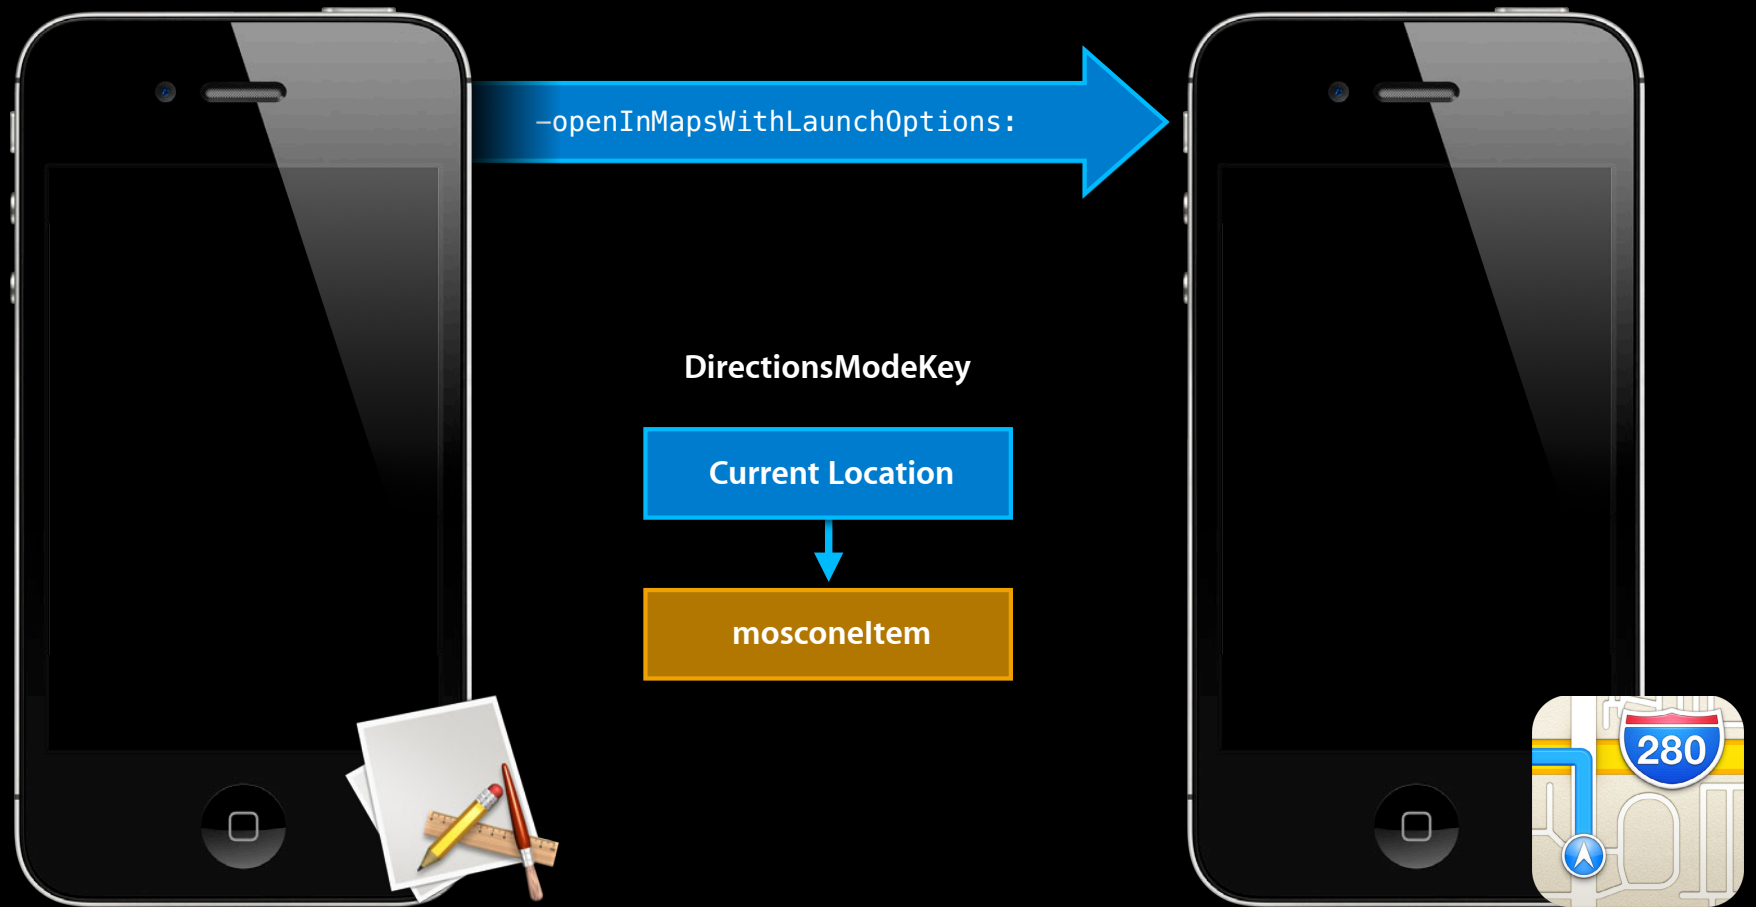 –openInMapsWithLaunchOptions:
DirectionsModeKey
Current Location
mosconeItem
280